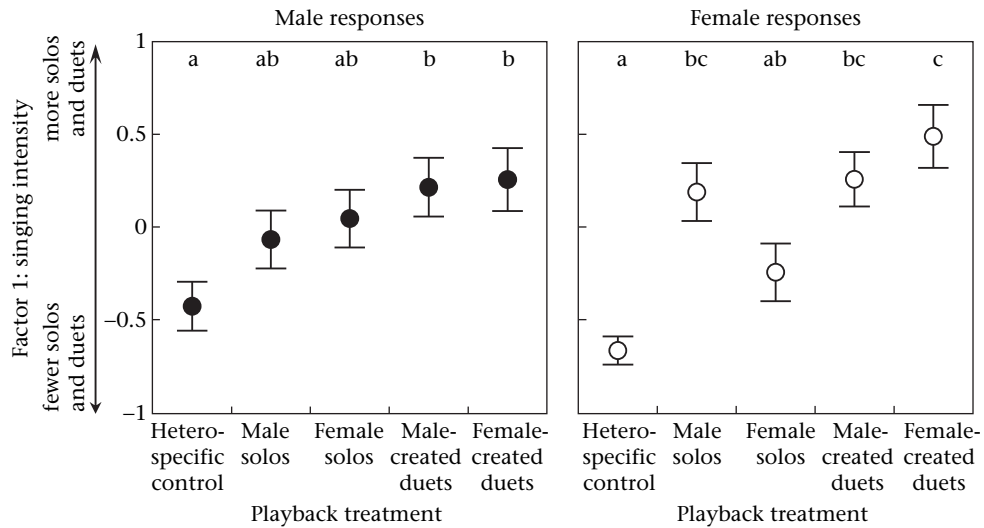 Male responses
Female responses
Factor 1: singing intensity
more solos
and duets
fewer solos
and duets
1
0.5
0
−0.5
−1
a ab ab b b
a bc ab bc c
Hetero-
specific
control
Male
solos
Female
solos
Male-
created
duets
Female-
created
duets
Hetero-
specific
control
Male
solos
Female
solos
Male-
created
duets
Female-
created
duets
Playback treatment
Playback treatment